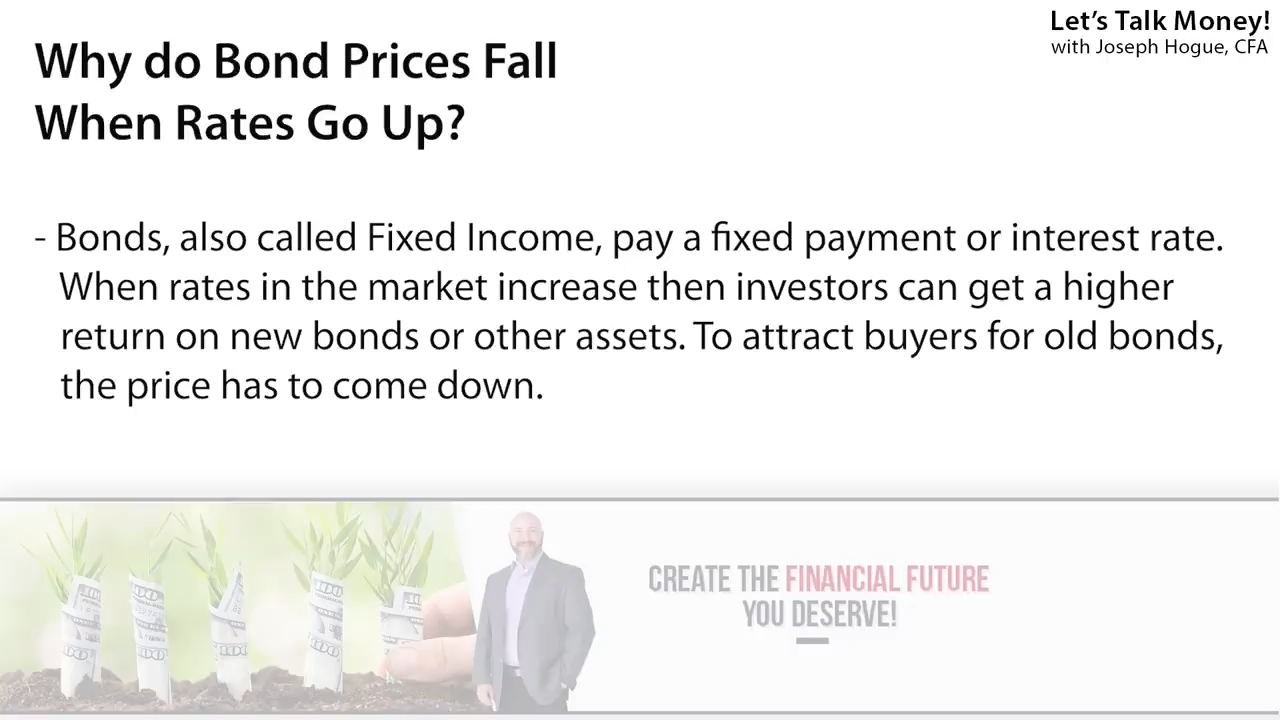 Let's Talk Money!
with Joseph Hogue, CFA
Why do Bond Prices Fall
When Rates Go Up?
- Bonds, also called Fixed Income, pay a fixed payment or interest rate.
When rates in the market increase then investors can get a higher
return on new bonds or other assets. To attract buyers for old bonds,
the price has to come down.
CREATE THE FINANCIAL FUTURE
YOU DESERVE!